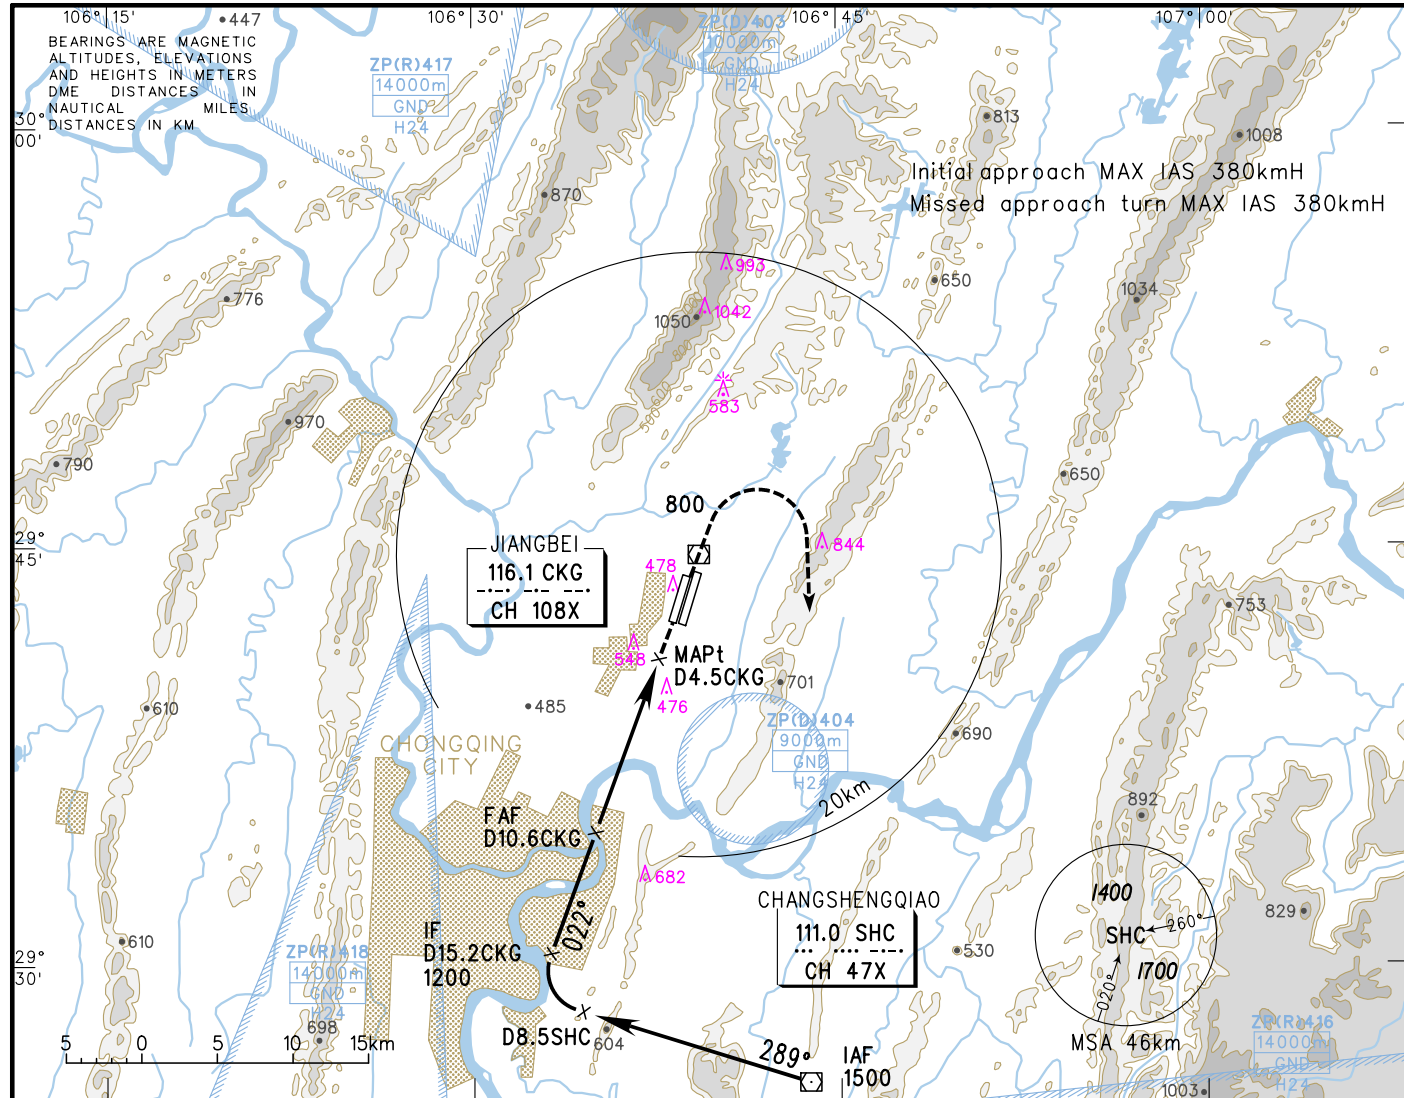 106°15'
106°30'
106°45'
107°00'
447
BEARINGS ARE MAGNETIC
ALTITUDES, ELEVATIONS
AND HEIGHTS IN METERS
DME DISTANCES IN
NAUTICAL MILES
DISTANCES IN KM
ZP(R)417
14000m
GND
H24
ZP(D)403
10000m
GND
H24
30°
00'
813
1008
Initial approach MAX IAS 380kmH
Missed approach turn MAX IAS 380kmH
870
993
650
776
1034
1042
1050
800
583
500
600
970
790
650
800
29°
45'
JIANGBEI
116.1 CKG
CH 108X
478
844
753
548
MAPt
D4.5CKG
476
701
485
610
690
ZP(D)404
9000m
GND
H24
CHONGQING
CITY
20km
892
FAF
D10.6CKG
682
1400
260°
SHC
1700
020°
MSA 46km
829
CHANGSHENGQIAO
111.0 SHC
CH 47X
530
022°
IF
D15.2CKG
1200
610
29°
30'
ZP(R)418
14000m
GND
H24
698
D8.5SHC
604
289°
IAF
1500
5 0 5 10 15km
ZP(R)416
14000m
GND
H24
1003